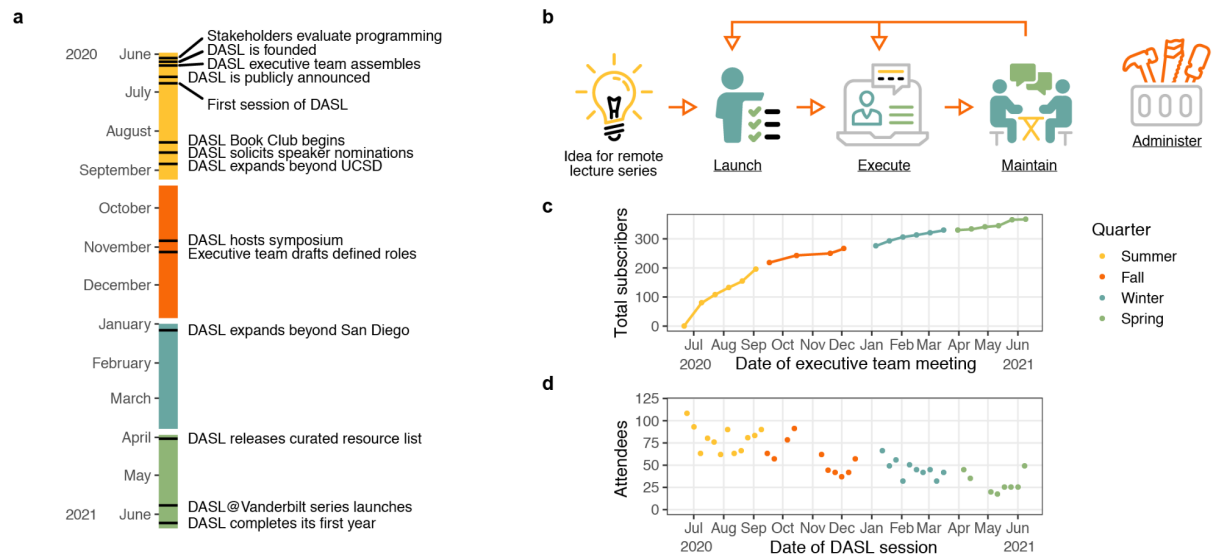 a
2020
June
July
August
September
October
November
December
January
February
March
April
May
2021
June
Stakeholders evaluate programming
DASL is founded
DASL executive team assembles
DASL is publicly announced
First session of DASL
DASL Book Club begins
DASL solicits speaker nominations
DASL expands beyond UCSD
DASL hosts symposium
Executive team drafts defined roles
DASL expands beyond San Diego
DASL releases curated resource list
DASL@Vanderbilt series launches
DASL completes its first year
b
Idea for remote
lecture series
Launch
Execute
Maintain
Administer
c
Total subscribers
300
200
100
0
Jul Aug Sep Oct Nov Dec Jan Feb Mar Apr May Jun
2020
2021
Date of executive team meeting
Quarter
Summer
Fall
Winter
Spring
d
Attendees
125
100
75
50
25
0
Jul Aug Sep Oct Nov Dec Jan Feb Mar Apr May Jun
2020
2021
Date of DASL session